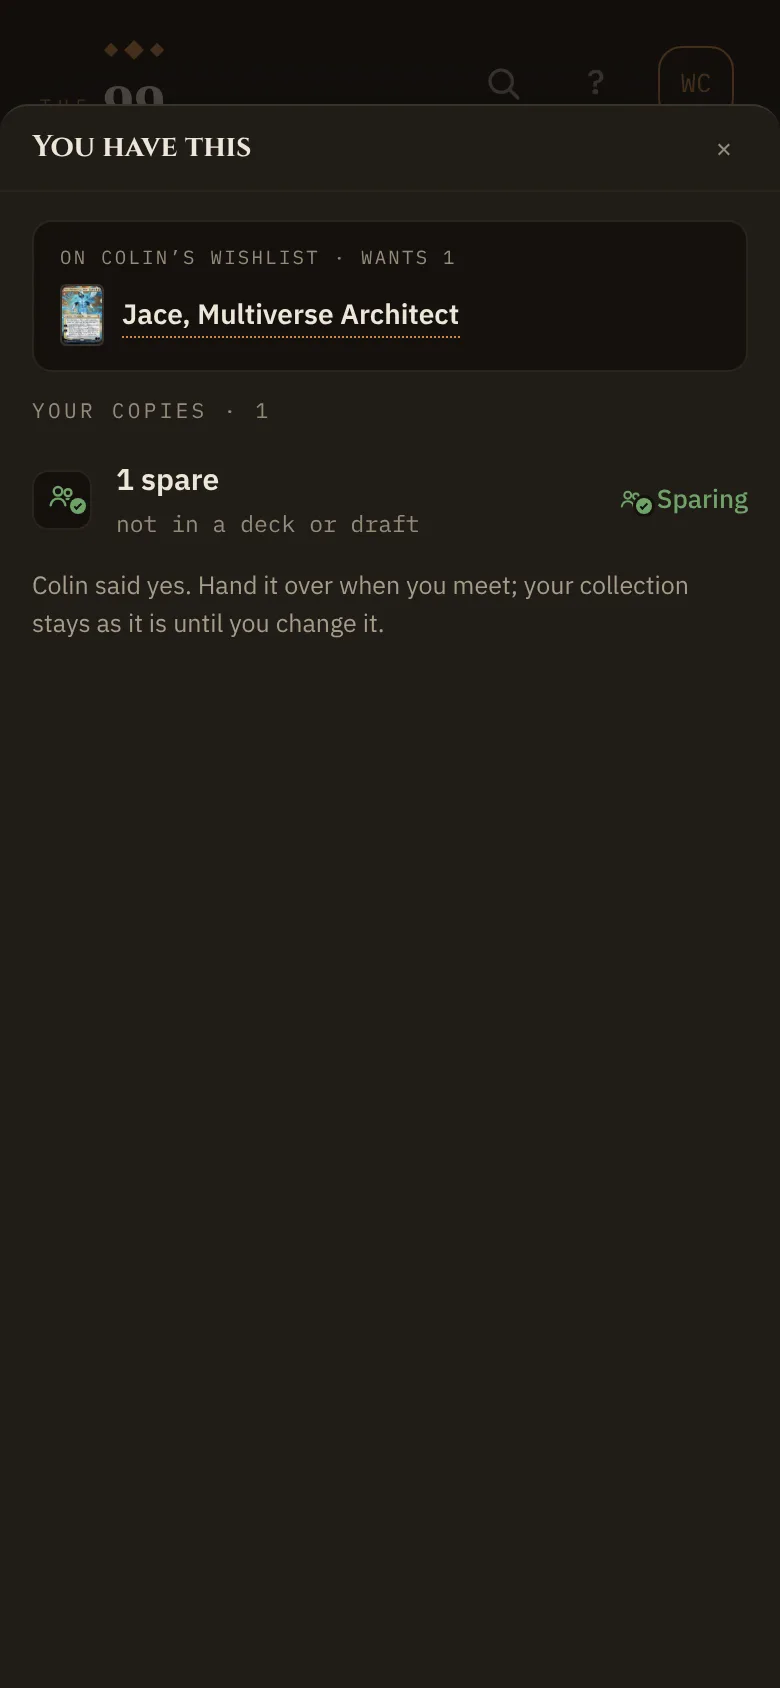 THE 99
? WC
You have this
×
ON COLIN’S WISHLIST · WANTS 1
Jace, Multiverse Architect
YOUR COPIES · 1
1 spare
not in a deck or draft
Sparing
Colin said yes. Hand it over when you meet; your collection
stays as it is until you change it.